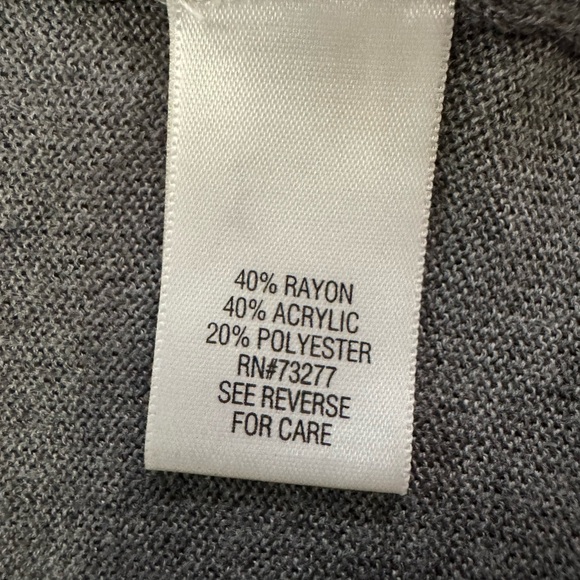 40% RAYON
40% ACRYLIC
20% POLYESTER
RN#73277
SEE REVERSE
FOR CARE